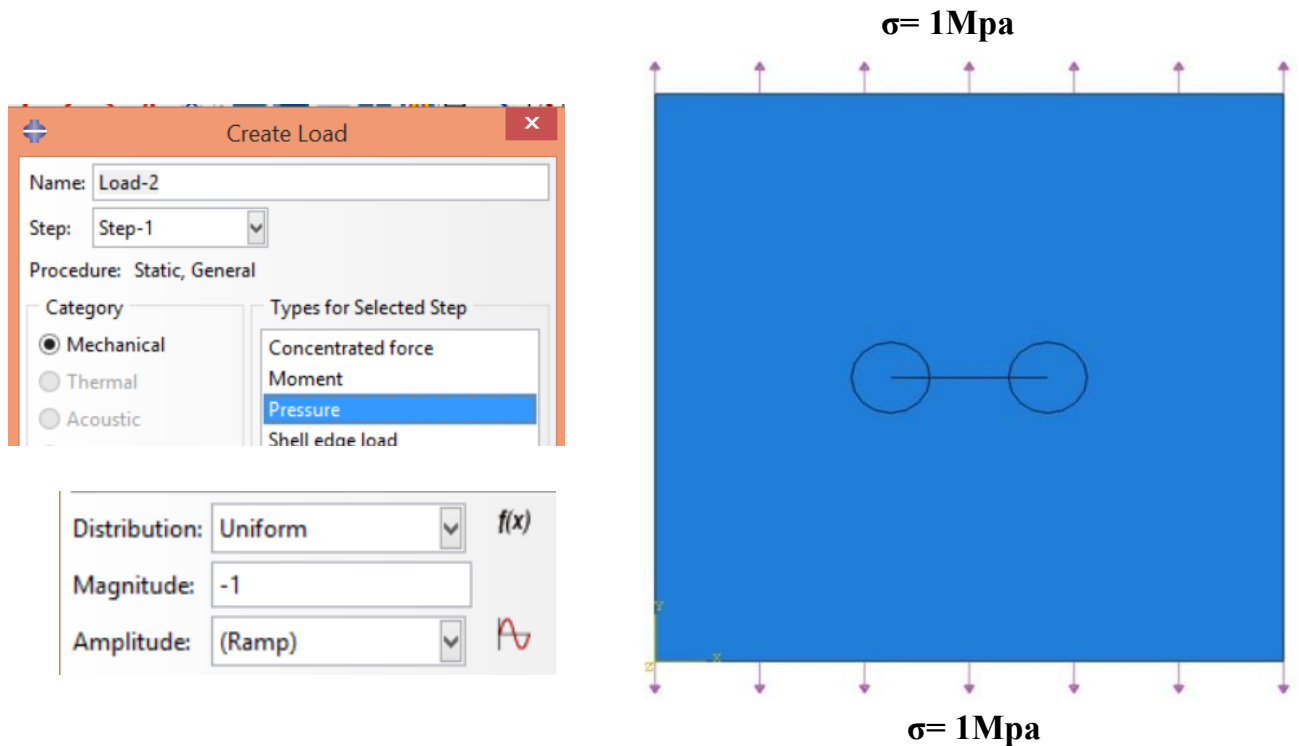 σ= 1Mpa
Create Load
Name: Load-2
Step: Step-1
Procedure: Static, General
Category
Types for Selected Step
Mechanical
Thermal
Acoustic
Concentrated force
Moment
Pressure
Shell edge load
Distribution: Uniform f(x)
Magnitude: -1
Amplitude: (Ramp)
Y
Z X
σ= 1Mpa